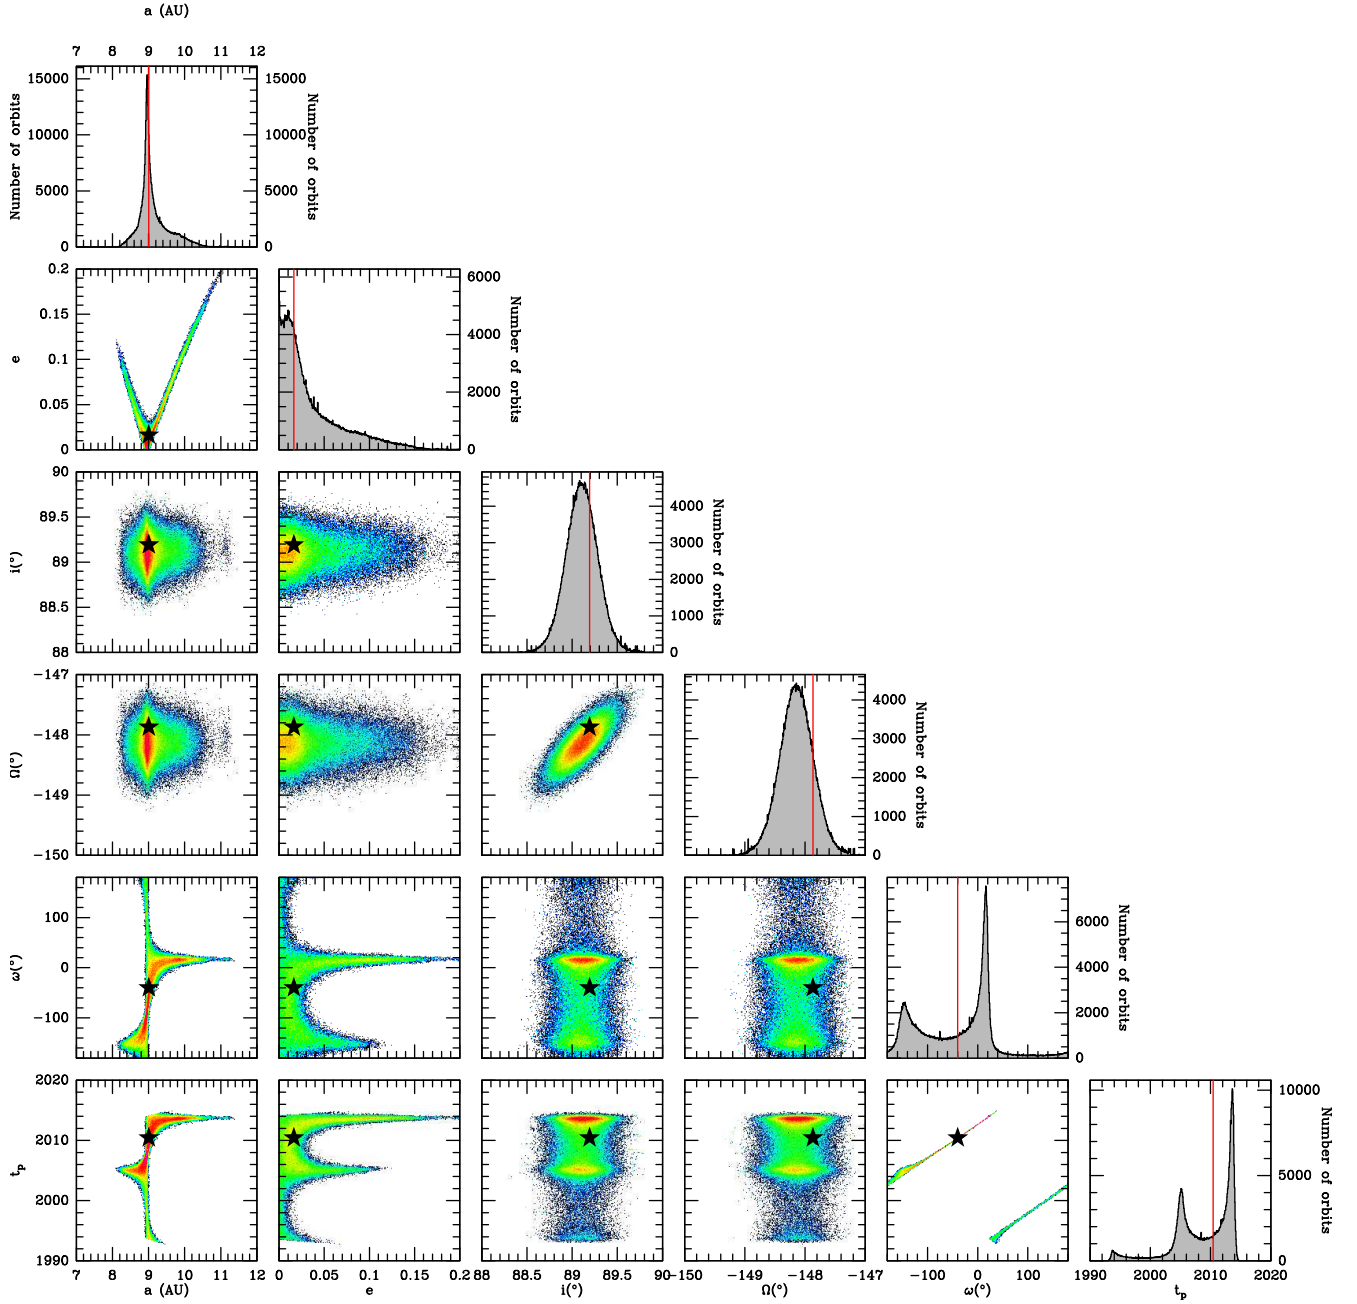 a (AU)
7 8 9 10 11 12
15000 15000
10000 10000
5000 5000
0 0
Number of orbits
Number of orbits
0.2
0.15
0.1
0.05
0
e
6000
4000
2000
0
Number of orbits
90
89.5
89
88.5
88
i(°)
4000
3000
2000
1000
0
Number of orbits
−147
−148
−149
−150
Ω(°)
4000
3000
2000
1000
0
Number of orbits
100
0
−100
ω(°)
6000
4000
2000
0
Number of orbits
2020
2010
2000
1990
tp
10000
5000
0
Number of orbits
7 8 9 10 11 12
a (AU)
0 0.05 0.1 0.15 0.2
e
88 88.5 89 89.5 90
i(°)
−150 −149 −148 −147
Ω(°)
−100 0 100
ω(°)
1990 2000 2010 2020
tp